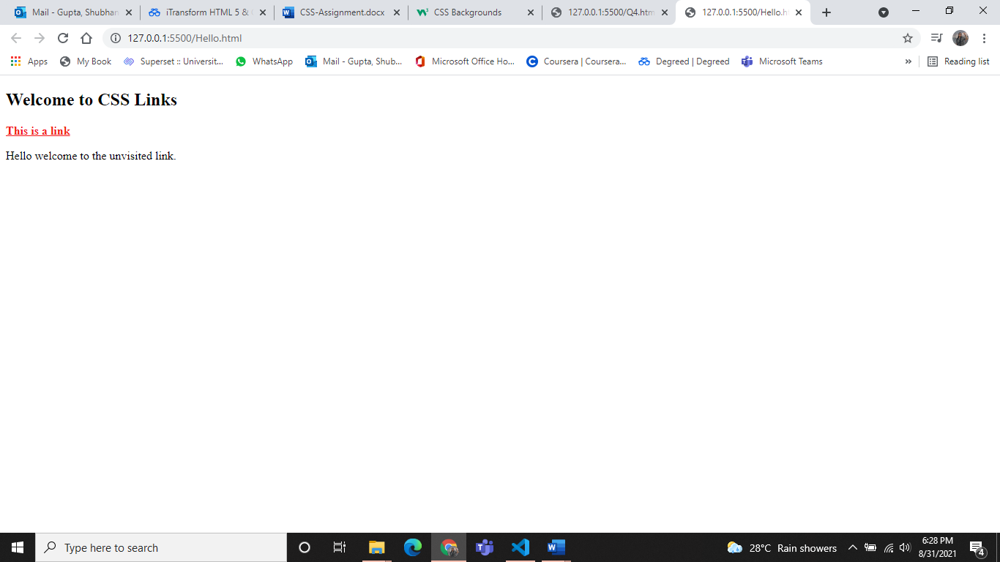 Mail - Gupta, Shubhan
iTransform HTML 5 &
CSS-Assignment.docx
CSS Backgrounds
127.0.0.1:5500/Q4.htm
127.0.0.1:5500/Hello.h
127.0.0.1:5500/Hello.html
Apps
My Book
Superset :: Universit...
WhatsApp
Mail - Gupta, Shub...
Microsoft Office Ho...
Coursera | Coursera...
Degreed | Degreed
Microsoft Teams
»
Reading list
Welcome to CSS Links
This is a link
Hello welcome to the unvisited link.
Type here to search
28°C Rain showers
6:28 PM
8/31/2021
4